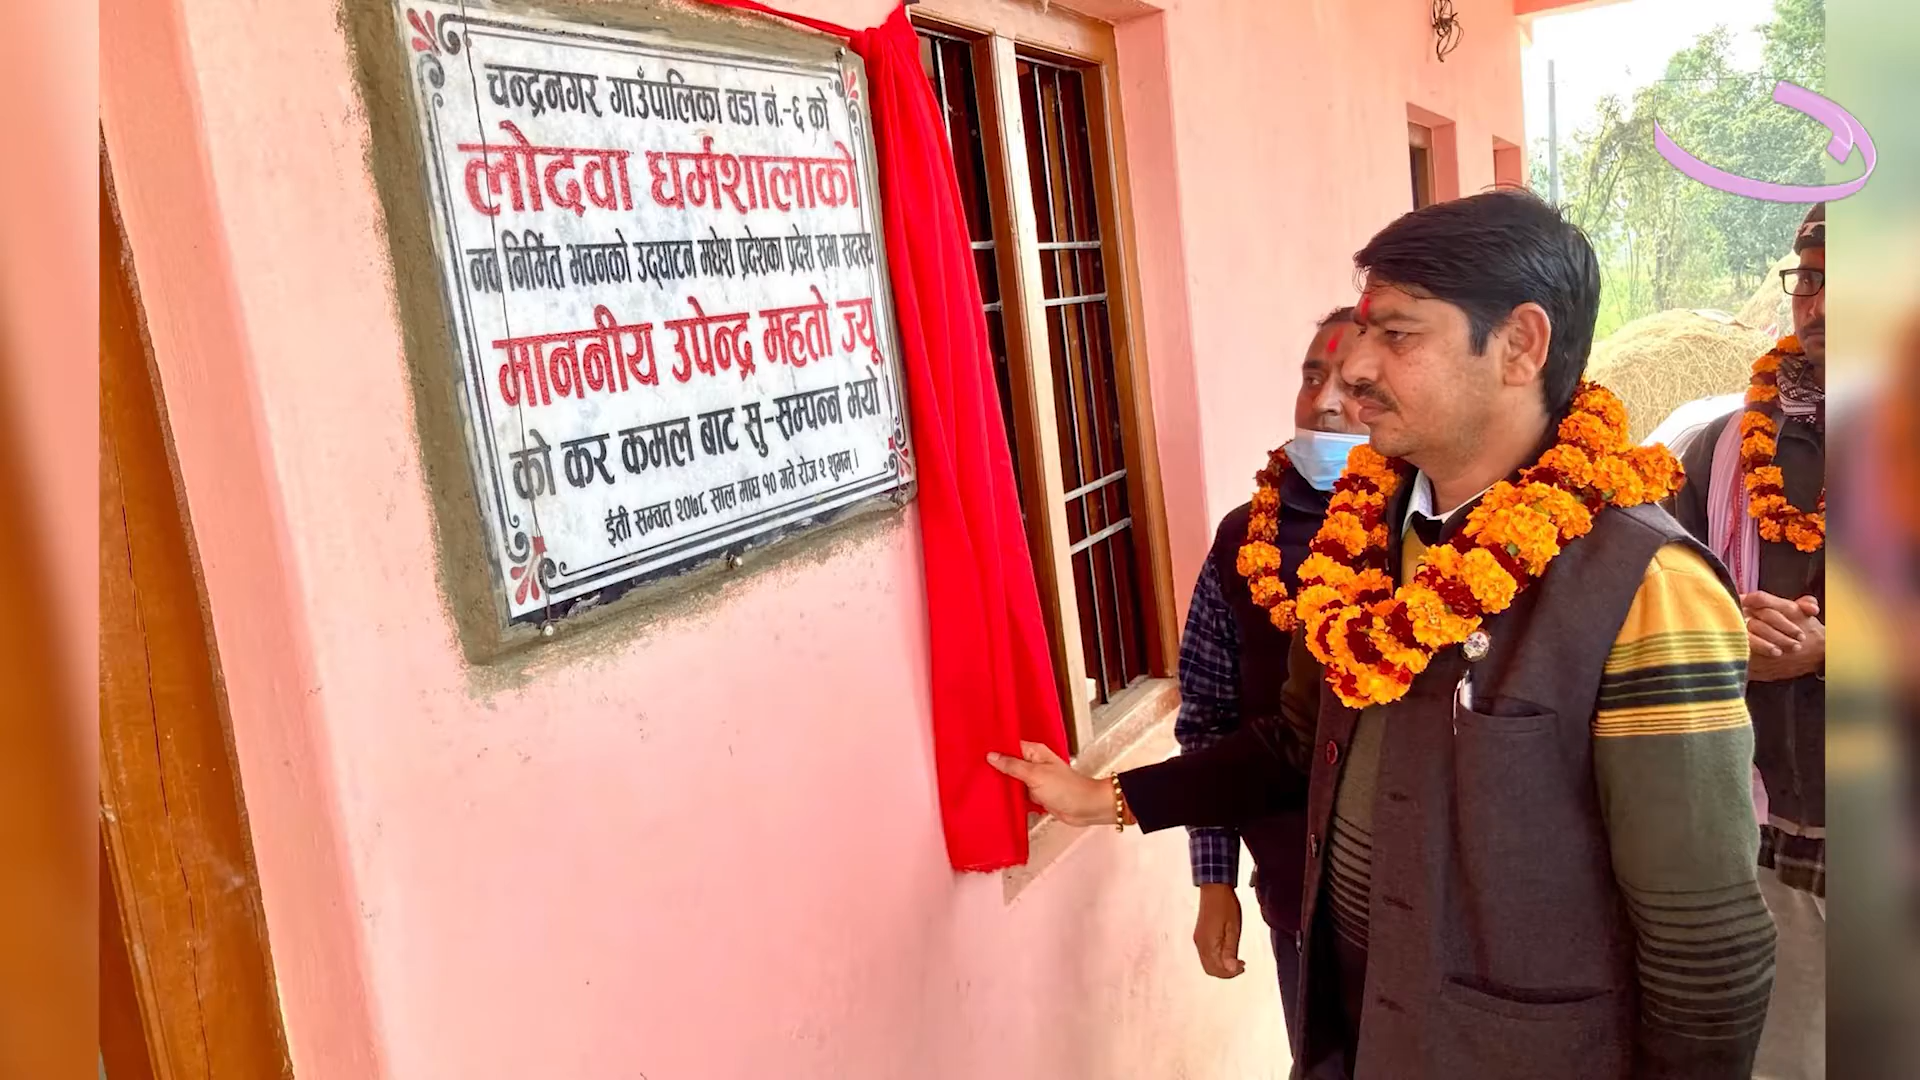 चन्द्रनगर गाउँपालिका वडा नं.-६ को
लोदवा धर्मशालाको
नव निर्मित भवनको उद्घाटन मधेश प्रदेशका प्रदेश सभा सदस्य
माननीय उपेन्द्र महतो ज्यू
को कर कमल बाट सु-सम्पन्न भयो
ईती सम्वत २०७८ साल माघ १० गते रोज २ शुभम् ।